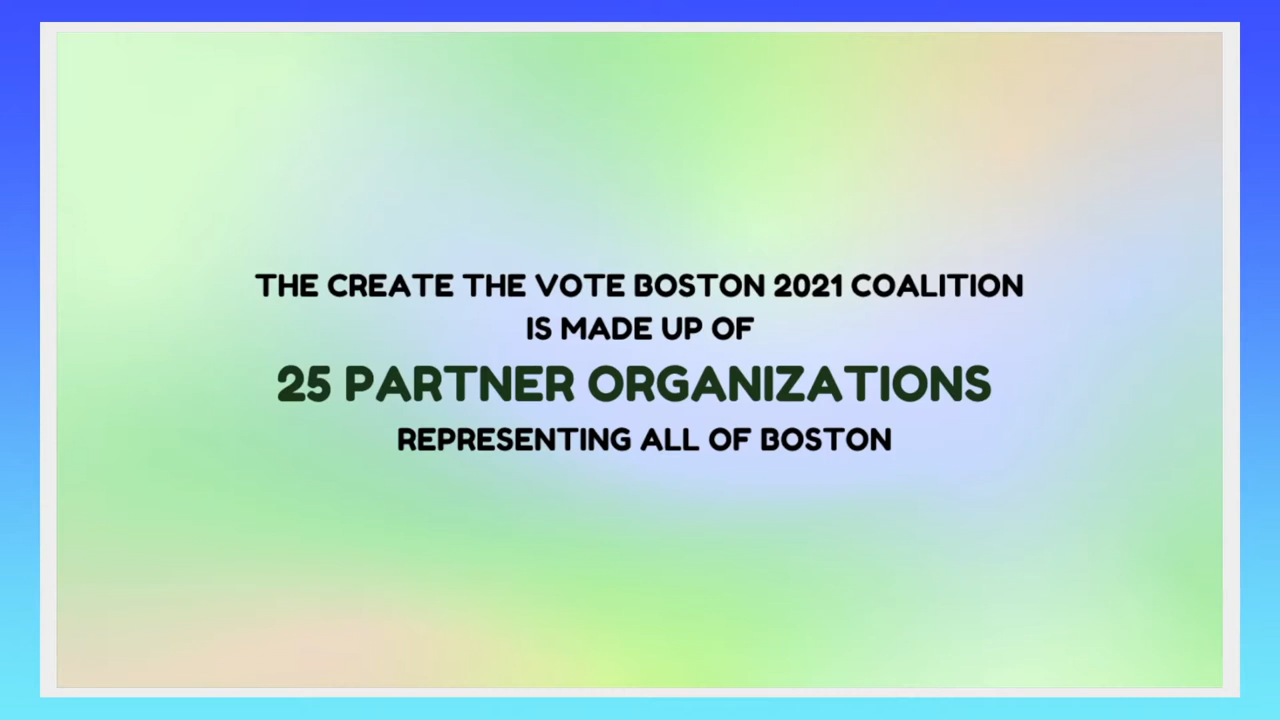 THE CREATE THE VOTE BOSTON 2021 COALITION
IS MADE UP OF
25 PARTNER ORGANIZATIONS
REPRESENTING ALL OF BOSTON